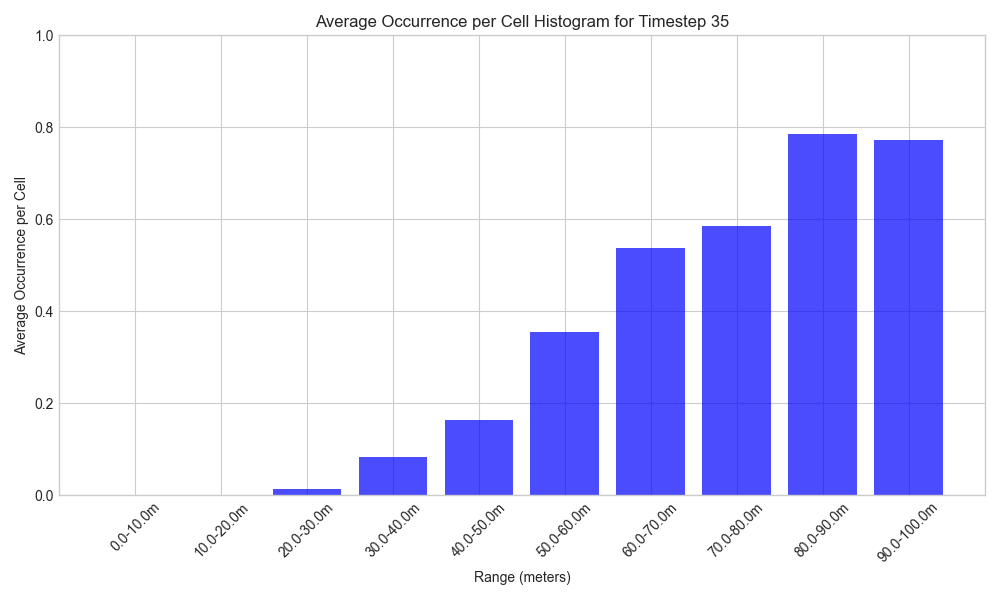 Average Occurrence per Cell Histogram for Timestep 35
Average Occurrence per Cell
1.0
0.8
0.6
0.4
0.2
0.0
0.0-10.0m
10.0-20.0m
20.0-30.0m
30.0-40.0m
40.0-50.0m
50.0-60.0m
60.0-70.0m
70.0-80.0m
80.0-90.0m
90.0-100.0m
Range (meters)